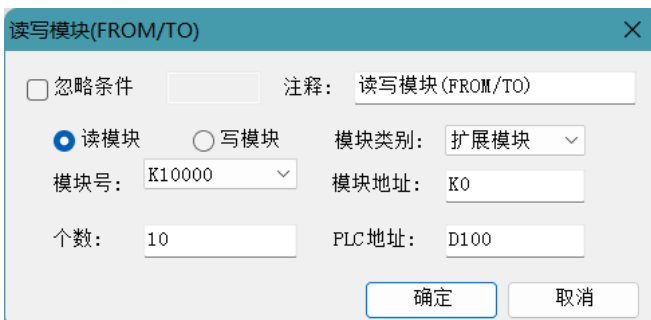 读写模块(FROM/TO)
忽略条件 注释: 读写模块(FROM/TO)
读模块 写模块 模块类别: 扩展模块
模块号: K10000 模块地址: K0
个数: 10 PLC地址: D100
确定 取消